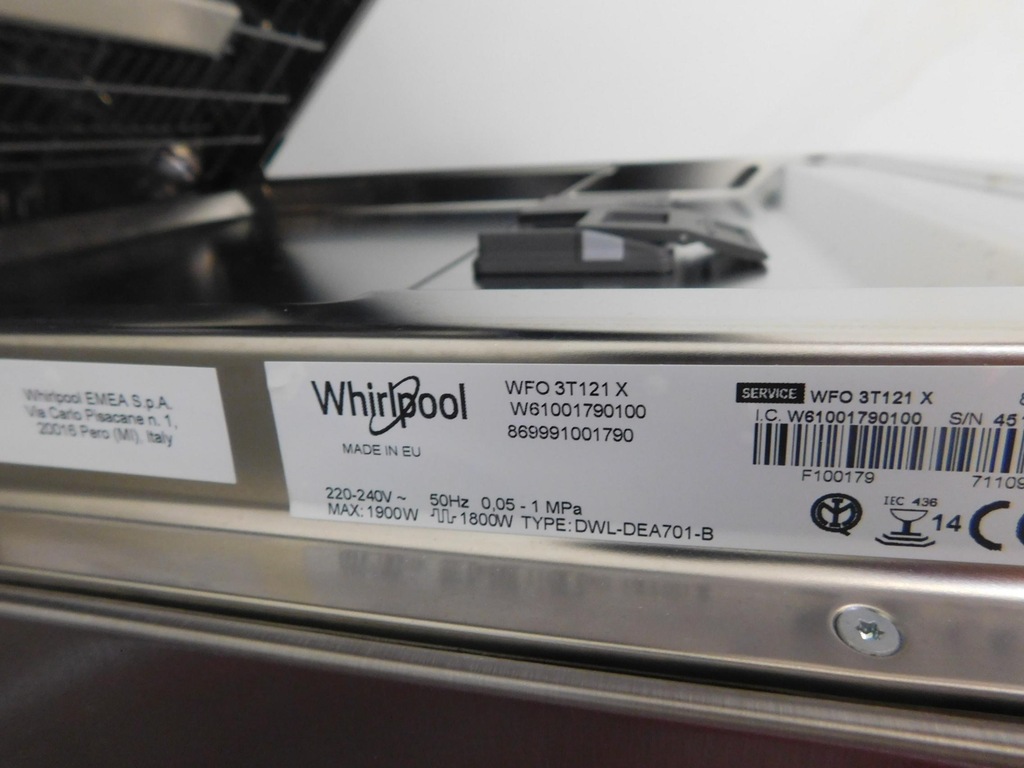 Whirlpool EMEA S.p.A.
Via Carlo Pisacane n. 1,
20016 Pero (MI), Italy
Whirlpool
MADE IN EU
WFO 3T121 X
W61001790100
869991001790
220-240V ~ 50Hz 0,05 - 1 MPa
MAX: 1900W 1800W TYPE: DWL-DEA701-B
SERVICE WFO 3T121 X
I.C. W61001790100 S/N 451
F100179 71109
IEC 436
14